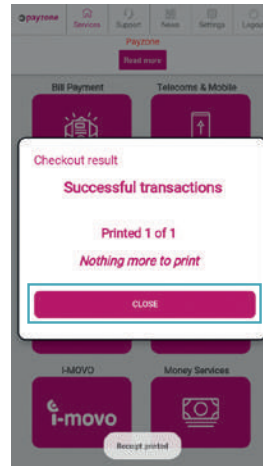 payzone
Services
Support
News
Settings
Logout
Payzone
Read more
Bill Payment
Telecoms & Mobile
Checkout result
Successful transactions
Printed 1 of 1
Nothing more to print
CLOSE
I-MOVO
Money Services
i-movo
Receipt printed